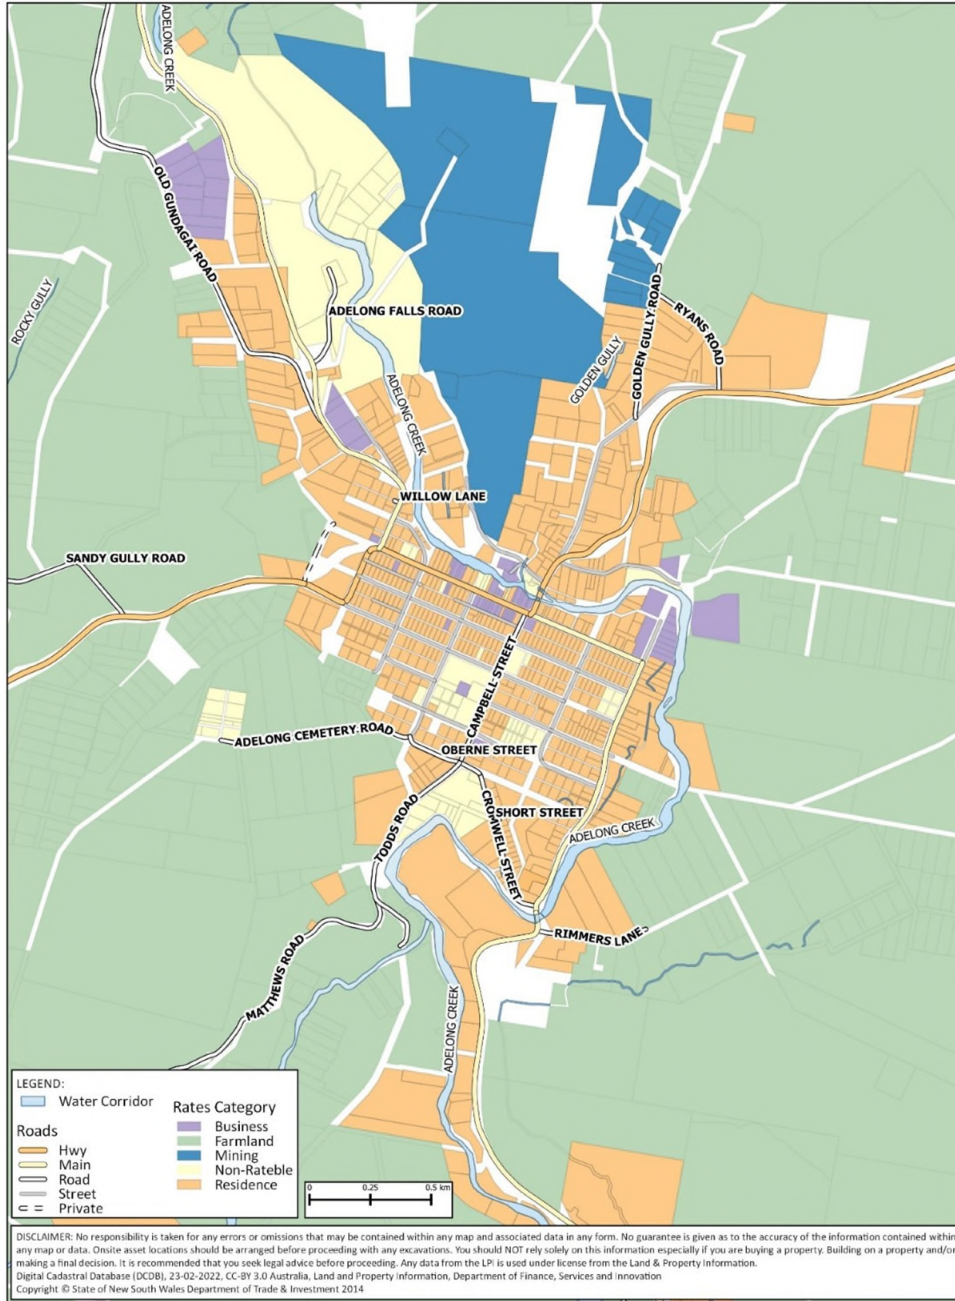 ADELONG CREEK
OLD GUNDAGAI ROAD
ROCKY GULLY
ADELONG FALLS ROAD
GOLDEN GULLY ROAD
RYANS ROAD
GOLDEN GULLY
ADELONG CREEK
WILLOW LANE
SANDY GULLY ROAD
CAMPBELL STREET
ADELONG CEMETERY ROAD
OBERNE STREET
TODDS ROAD
CROMWELL STREET
SHORT STREET
ADELONG CREEK
RIMMERS LANE
MATTHEWS ROAD
ADELONG CREEK
LEGEND:
Water Corridor
Roads
Hwy
Main
Road
Street
Private
Rates Category
Business
Farmland
Mining
Non-Rateble
Residence
0 0.25 0.5 km
DISCLAIMER: No responsibility is taken for any errors or omissions that may be contained within any map and associated data in any form. No guarantee is given as to the accuracy of the information contained within
any map or data. Onsite asset locations should be arranged before proceeding with any excavations. You should NOT rely solely on this information especially if you are buying a property. Building on a property and/or
making a final decision. It is recommended that you seek legal advice before proceeding. Any data from the LPI is used under license from the Land & Property Information.
Digital Cadastral Database (DCDB), 23-02-2022, CC-BY 3.0 Australia, Land and Property Information, Department of Finance, Services and Innovation
Copyright © State of New South Wales Department of Trade & Investment 2014